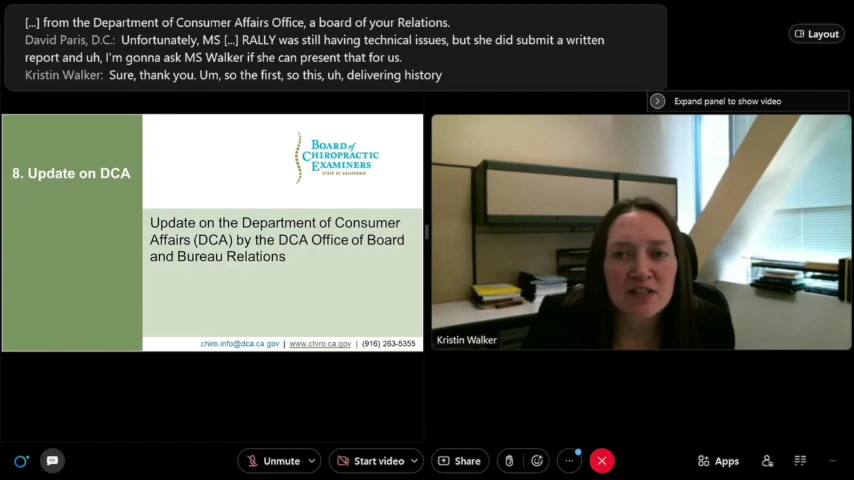 [...] from the Department of Consumer Affairs Office, a board of your Relations.
David Paris, D.C.: Unfortunately, MS [...] RALLY was still having technical issues, but she did submit a written
report and uh, I'm gonna ask MS Walker if she can present that for us.
Kristin Walker: Sure, thank you. Um, so the first, so this, uh, delivering history
Layout
Expand panel to show video
8. Update on DCA
BOARD of
CHIROPRACTIC
EXAMINERS
STATE OF CALIFORNIA
Update on the Department of Consumer
Affairs (DCA) by the DCA Office of Board
and Bureau Relations
chiro.info@dca.ca.gov | www.chiro.ca.gov | (916) 263-5355
Kristin Walker
Unmute
Start video
Share
Apps